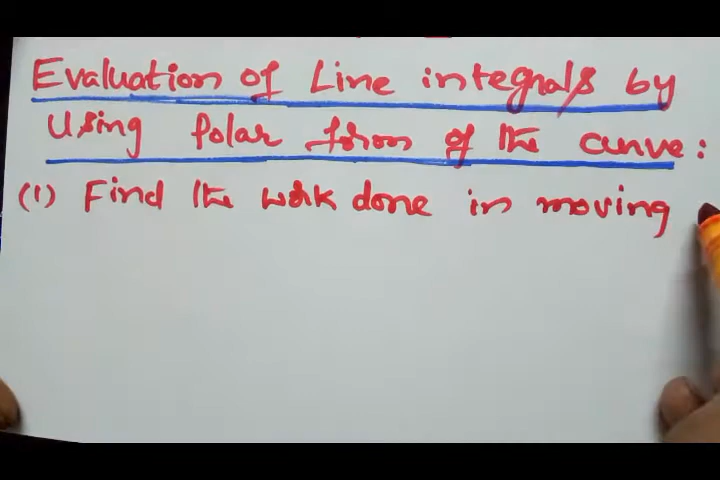 Evaluation of Line integrals by
Using Polar form of the curve:
(1) Find the work done in moving